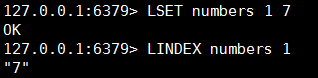 127.0.0.1:6379> LSET numbers 1 7
OK
127.0.0.1:6379> LINDEX numbers 1
"7"